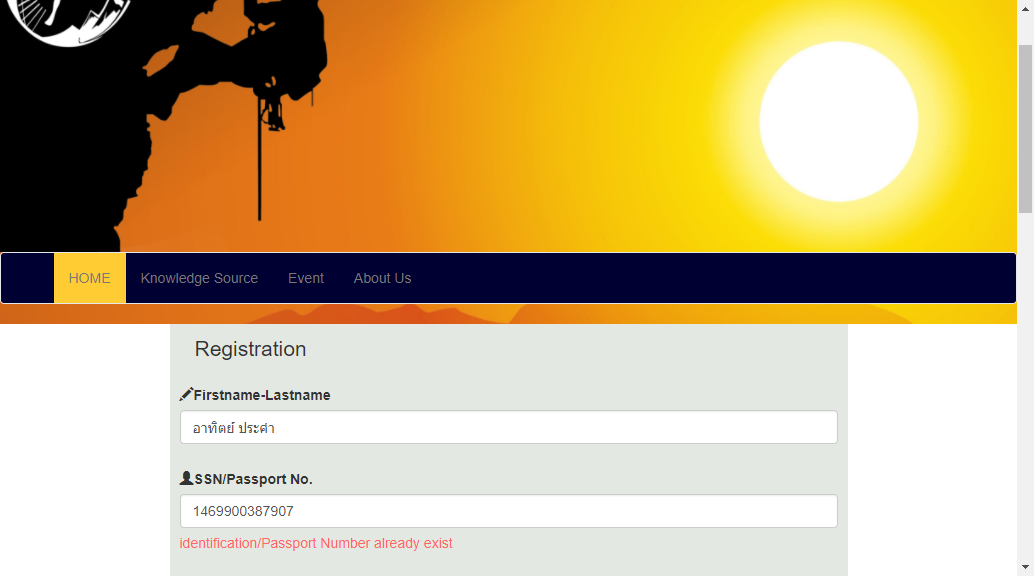 HOME Knowledge Source Event About Us
Registration
Firstname-Lastname
อาทิตย์ ประคำ
SSN/Passport No.
1469900387907
identification/Passport Number already exist